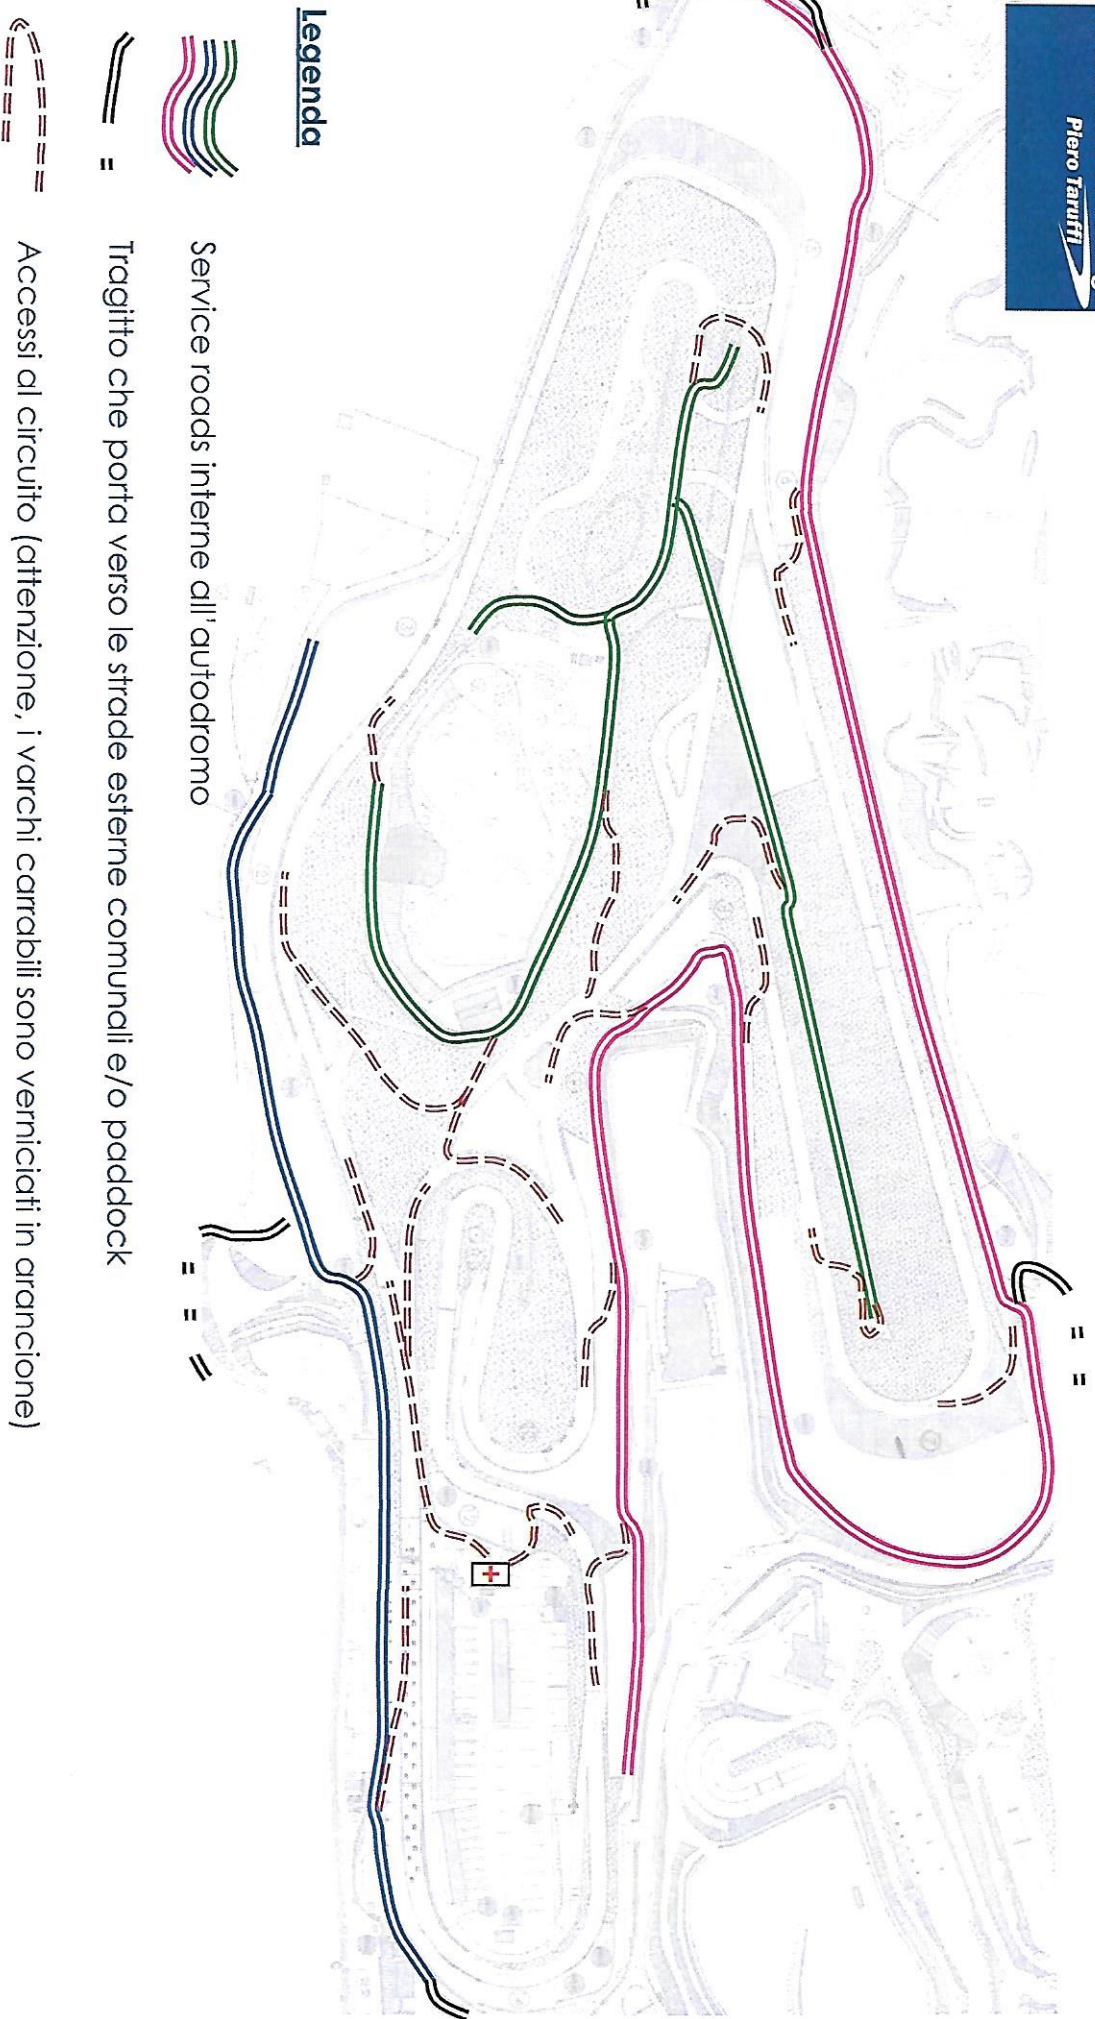 Piero Taruffi
Legenda
Service roads interne all'autodromo
Tragitto che porta verso le strade esterne comunali e/o paddock
Accessi al circuito (attenzione, i varchi carrabili sono verniciati in arancione)